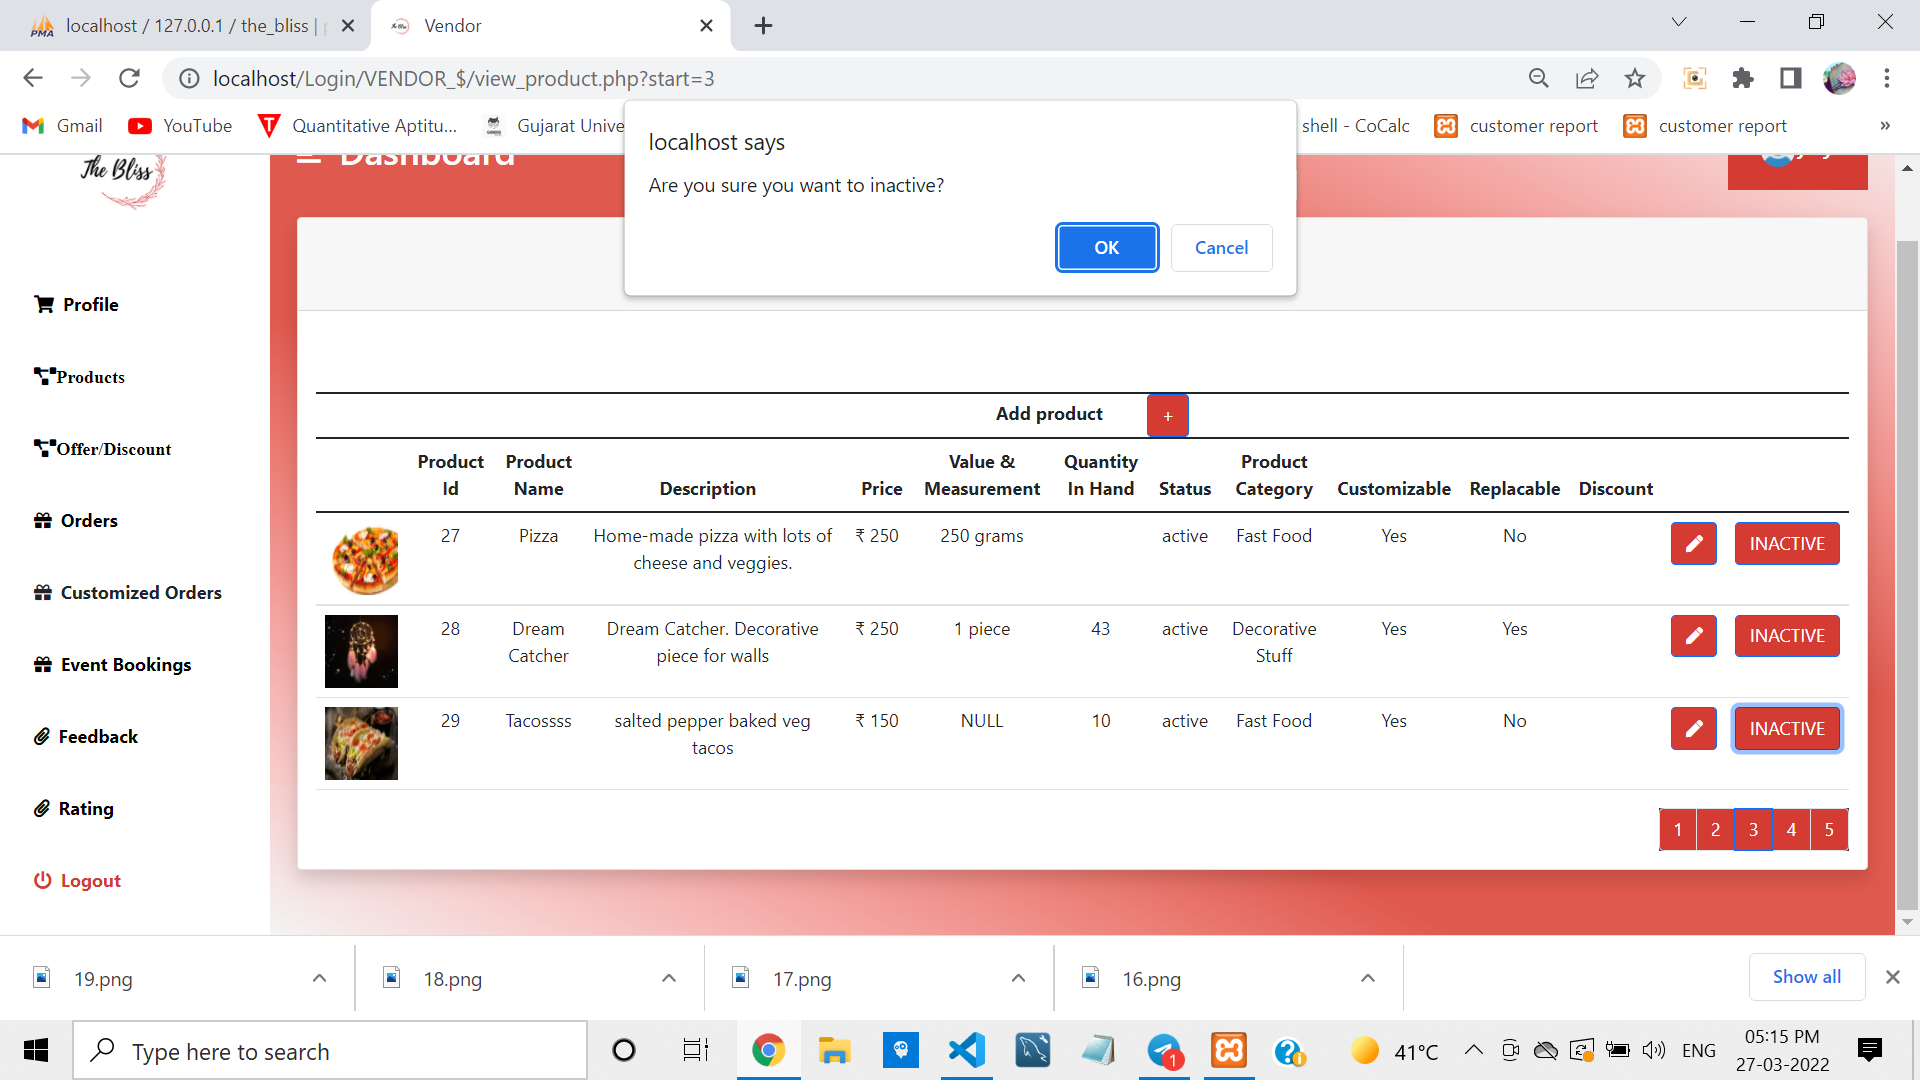 localhost / 127.0.0.1 / the_bliss |
Vendor
localhost/Login/VENDOR_$/view_product.php?start=3
Gmail
YouTube
Quantitative Aptitu...
Gujarat Unive
shell - CoCalc
customer report
customer report
»
localhost says
Are you sure you want to inactive?
OK
Cancel
The Bliss
Dashboard
Profile
Products
Offer/Discount
Orders
Customized Orders
Event Bookings
Feedback
Rating
Logout
Add product +
Product Id Product Name Description Price Value & Measurement Quantity In Hand Status Product Category Customizable Replacable Discount
27 Pizza Home-made pizza with lots of cheese and veggies. ₹ 250 250 grams active Fast Food Yes No INACTIVE
28 Dream Catcher Dream Catcher. Decorative piece for walls ₹ 250 1 piece 43 active Decorative Stuff Yes Yes INACTIVE
29 Tacossss salted pepper baked veg tacos ₹ 150 NULL 10 active Fast Food Yes No INACTIVE
1 2 3 4 5
19.png
18.png
17.png
16.png
Show all
Type here to search
1
41°C
ENG
05:15 PM
27-03-2022